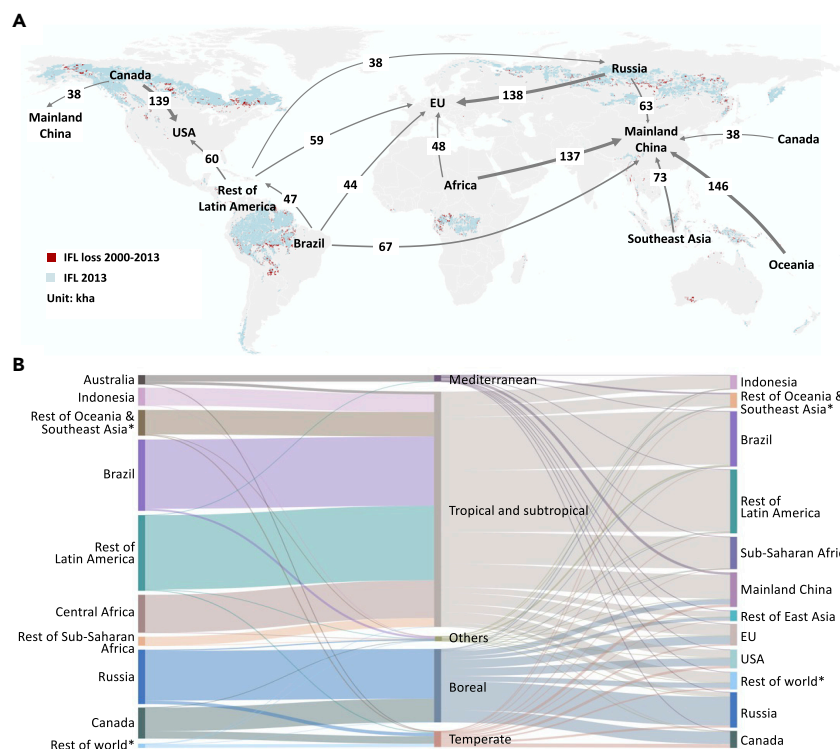 A
Canada
38
139
Mainland
China
USA
60
Rest of
Latin America
47
Brazil
59
44
38
EU
48
Africa
138
Russia
63
Mainland
China
137
67
73
38
Canada
146
Southeast Asia
Oceania
IFL loss 2000-2013
IFL 2013
Unit: kha
B
Australia
Indonesia
Rest of Oceania &
Southeast Asia*
Brazil
Rest of
Latin America
Central Africa
Rest of Sub-Saharan
Africa
Russia
Canada
Rest of world*
Mediterranean
Tropical and subtropical
Others
Boreal
Temperate
Indonesia
Rest of Oceania &
Southeast Asia*
Brazil
Rest of
Latin America
Sub-Saharan Afri
Mainland China
Rest of East Asia
EU
USA
Rest of world*
Russia
Canada